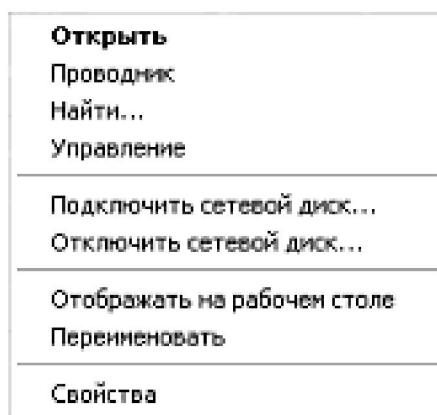 Открыть
Проводник
Найти...
Управление
Подключить сетевой диск...
Отключить сетевой диск...
Отображать на рабочем столе
Переименовать
Свойства